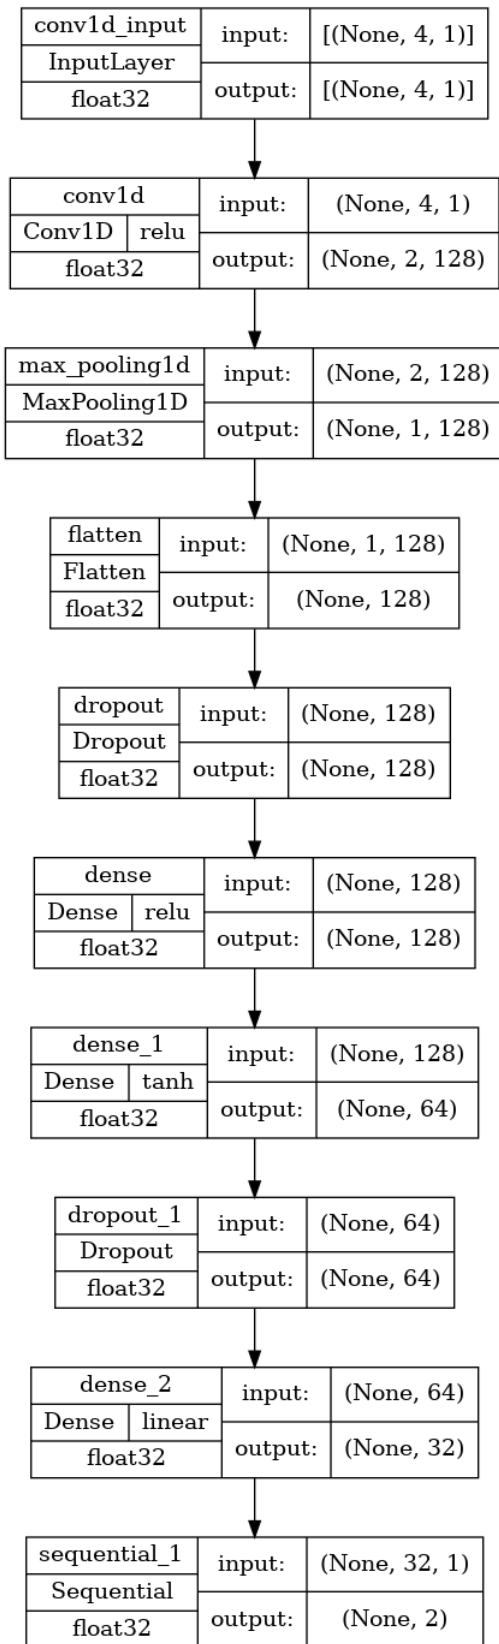 conv1d_input
InputLayer
float32
input:
[(None, 4, 1)]
output:
[(None, 4, 1)]
conv1d
Conv1D
relu
float32
input:
(None, 4, 1)
output:
(None, 2, 128)
max_pooling1d
MaxPooling1D
float32
input:
(None, 2, 128)
output:
(None, 1, 128)
flatten
Flatten
float32
input:
(None, 1, 128)
output:
(None, 128)
dropout
Dropout
float32
input:
(None, 128)
output:
(None, 128)
dense
Dense
relu
float32
input:
(None, 128)
output:
(None, 128)
dense_1
Dense
tanh
float32
input:
(None, 128)
output:
(None, 64)
dropout_1
Dropout
float32
input:
(None, 64)
output:
(None, 64)
dense_2
Dense
linear
float32
input:
(None, 64)
output:
(None, 32)
sequential_1
Sequential
float32
input:
(None, 32, 1)
output:
(None, 2)